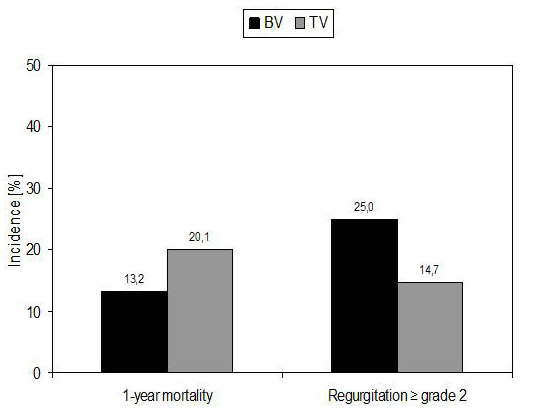 BV TV
50
40
30
20
10
0
Incidence [%]
13,2
20,1
25,0
14,7
1-year mortality
Regurgitation ≥ grade 2